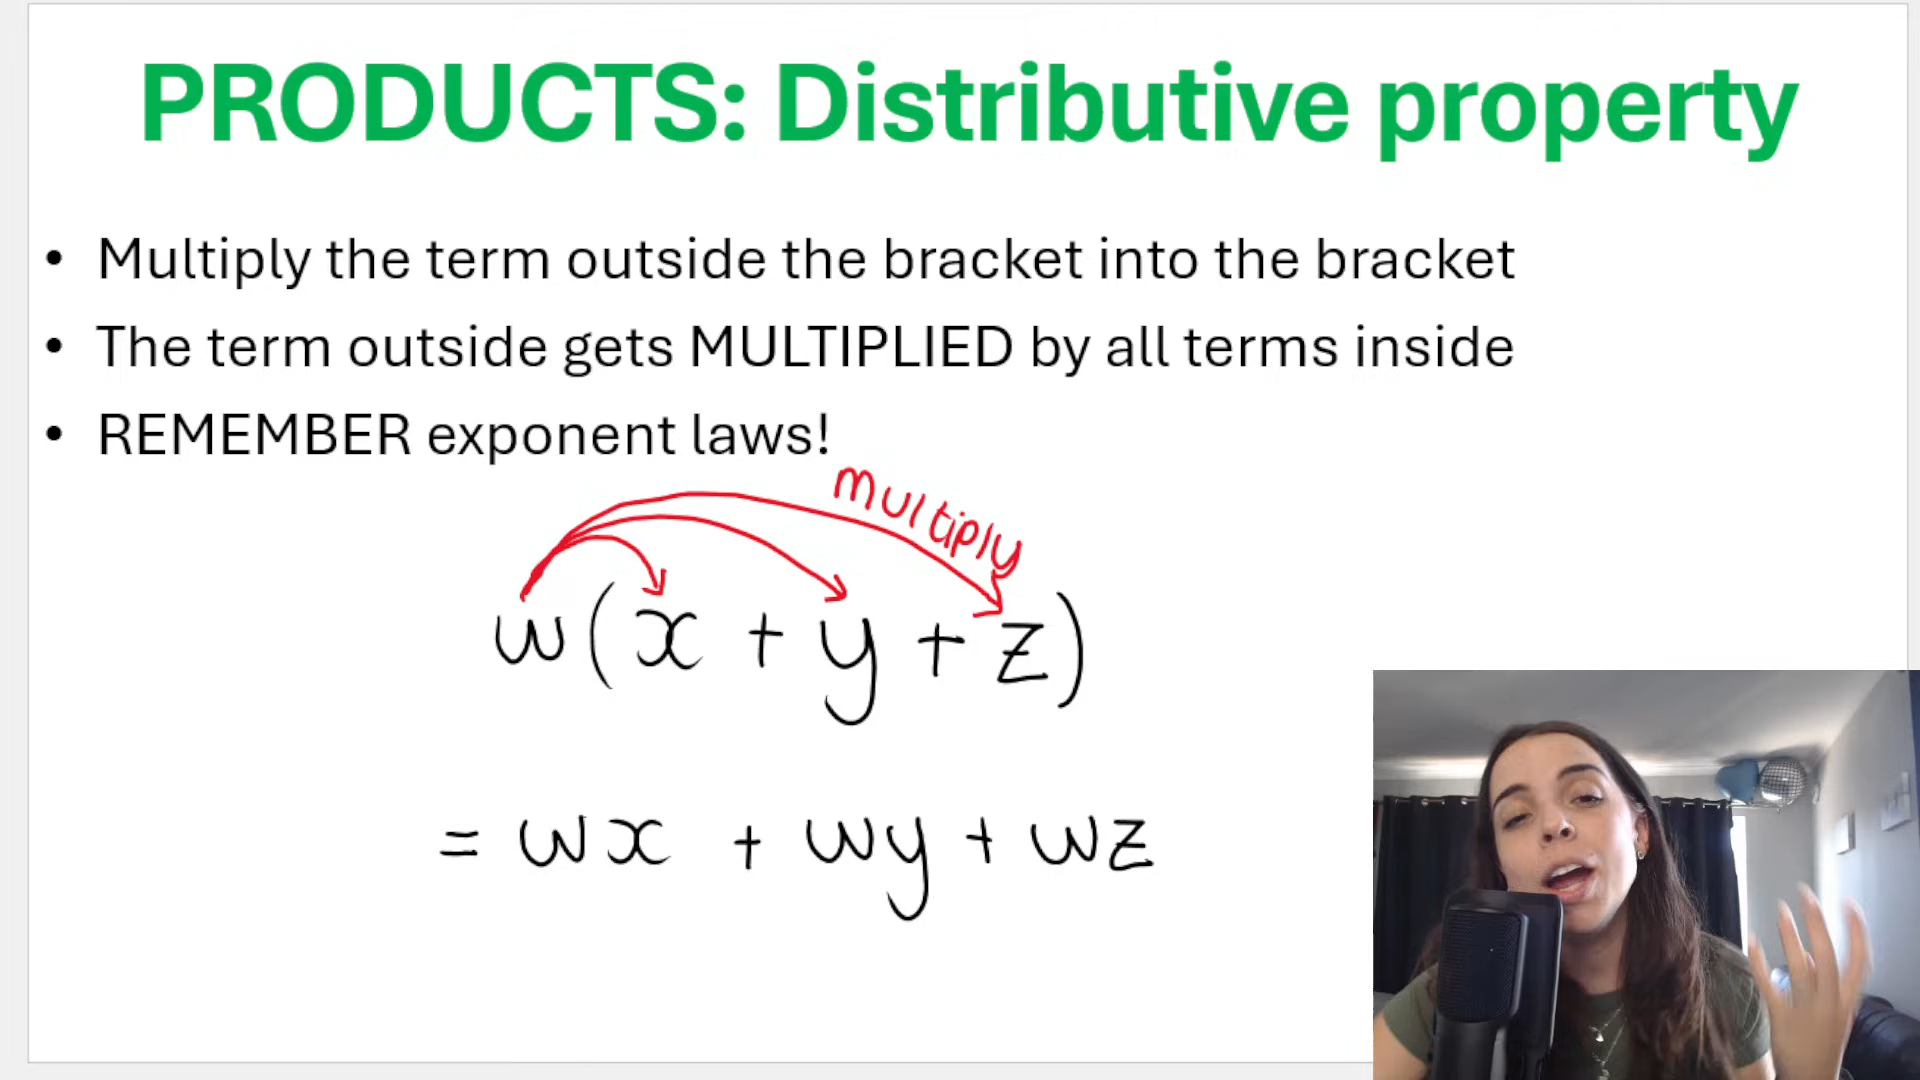 PRODUCTS: Distributive property
• Multiply the term outside the bracket into the bracket
• The term outside gets MULTIPLIED by all terms inside
• REMEMBER exponent laws!
multiply
w(x + y + z)
= wx + wy + wz